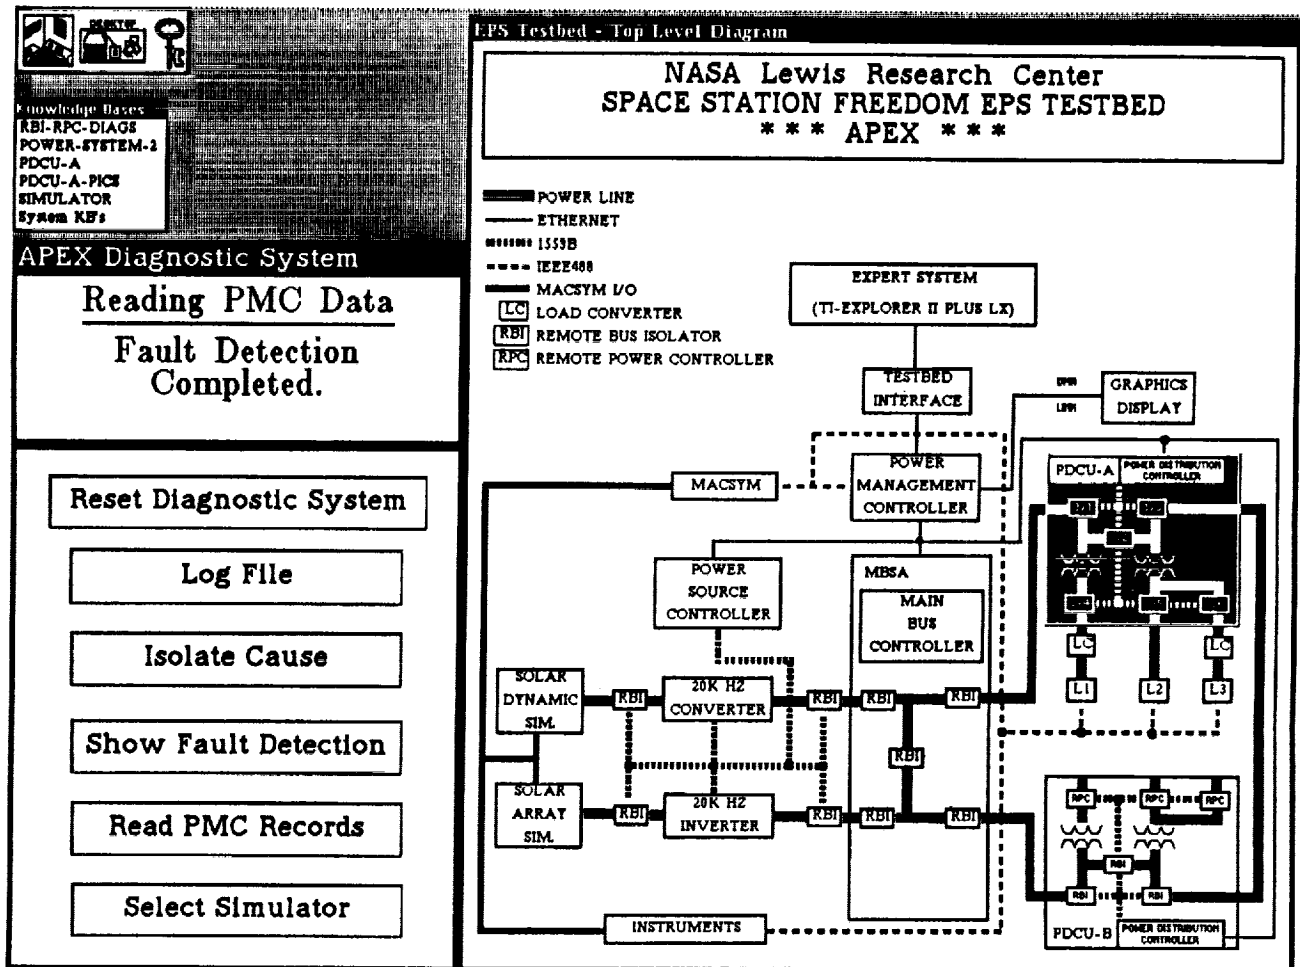 DESKTOP
Knowledge Bases
RBI-RPC-DIAGS
POWER-SYSTEM-2
PDCU-A
PDCU-A-PICS
SIMULATOR
System KB's
APEX Diagnostic System
Reading PMC Data
Fault Detection
Completed.
Reset Diagnostic System
Log File
Isolate Cause
Show Fault Detection
Read PMC Records
Select Simulator
EPS Testbed - Top Level Diagram
NASA Lewis Research Center
SPACE STATION FREEDOM EPS TESTBED
* * * APEX * * *
POWER LINE
ETHERNET
1553B
IEEE488
MACSYM I/O
LC LOAD CONVERTER
RBI REMOTE BUS ISOLATOR
RPC REMOTE POWER CONTROLLER
EXPERT SYSTEM
(TI-EXPLORER II PLUS LX)
TESTBED
INTERFACE
GRAPHICS
DISPLAY
MACSYM
POWER
MANAGEMENT
CONTROLLER
PDCU-A
POWER DISTRIBUTION
CONTROLLER
POWER
SOURCE
CONTROLLER
MBSA
MAIN
BUS
CONTROLLER
LC
LC
L1
L2
L3
SOLAR
DYNAMIC
SIM.
RBI
20K HZ
CONVERTER
RBI
RBI
RBI
RBI
SOLAR
ARRAY
SIM.
RBI
20K HZ
INVERTER
RBI
RBI
RBI
RPC
RPC
RPC
RBI
RBI
RBI
PDCU-B
POWER DISTRIBUTION
CONTROLLER
INSTRUMENTS